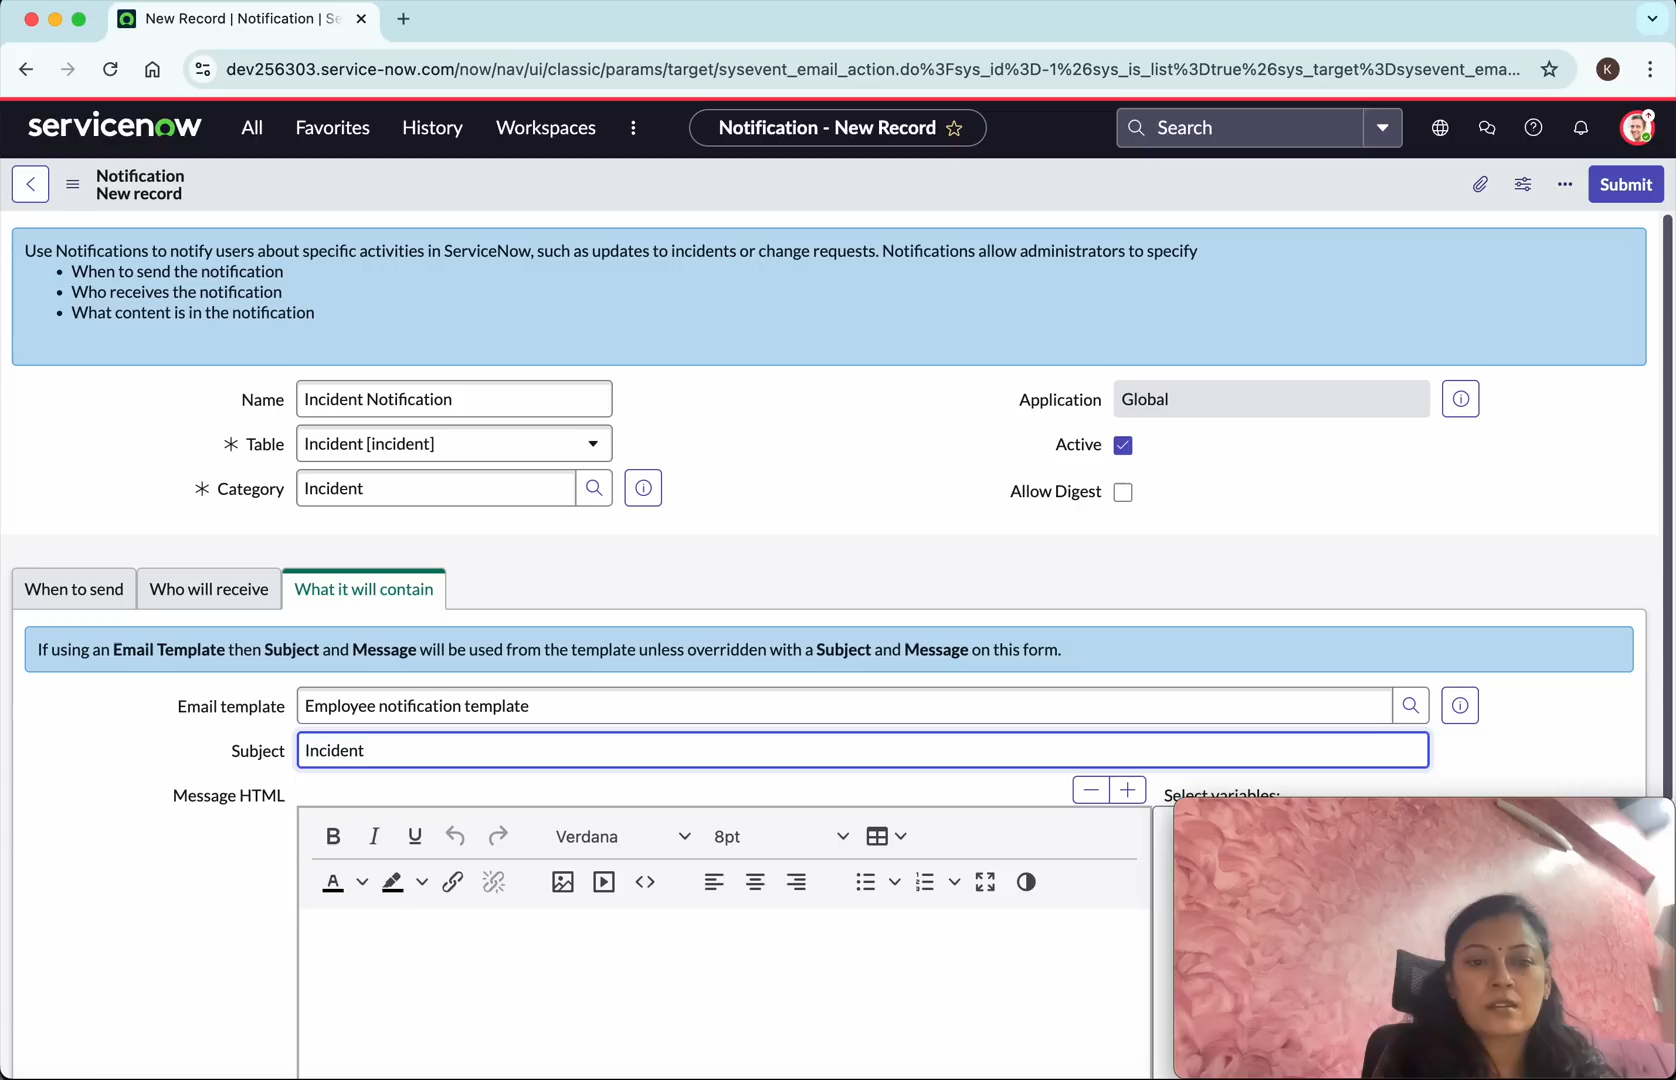 New Record | Notification | Se
dev256303.service-now.com/now/nav/ui/classic/params/target/sysevent_email_action.do%3Fsys_id%3D-1%26sys_is_list%3Dtrue%26sys_target%3Dsysevent_ema...
K
servicenow
All
Favorites
History
Workspaces
Notification - New Record
Search
Notification
New record
Submit
Use Notifications to notify users about specific activities in ServiceNow, such as updates to incidents or change requests. Notifications allow administrators to specify
• When to send the notification
• Who receives the notification
• What content is in the notification
Name
Incident Notification
Application
Global
* Table
Incident [incident]
Active
* Category
Incident
Allow Digest
When to send
Who will receive
What it will contain
If using an Email Template then Subject and Message will be used from the template unless overridden with a Subject and Message on this form.
Email template
Employee notification template
Subject
Incident
Message HTML
Select variables:
B I U
Verdana
8pt
A